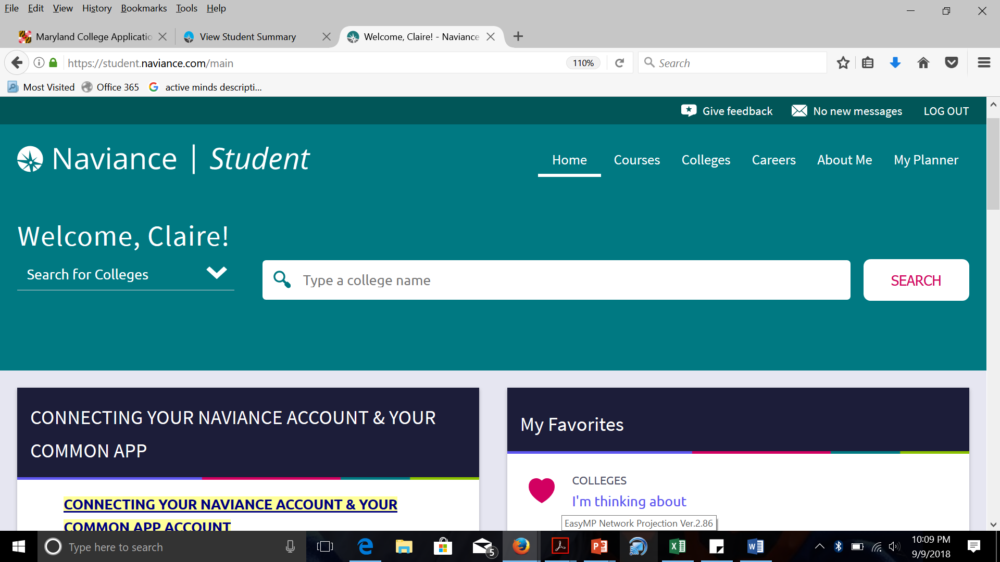 File Edit View History Bookmarks Tools Help
Maryland College Applicatio
View Student Summary
Welcome, Claire! - Naviance
https://student.naviance.com/main
110%
Search
Most Visited
Office 365
active minds descripti...
Give feedback
No new messages
LOG OUT
Naviance | Student
Home
Courses
Colleges
Careers
About Me
My Planner
Welcome, Claire!
Search for Colleges
Type a college name
SEARCH
CONNECTING YOUR NAVIANCE ACCOUNT & YOUR
COMMON APP
CONNECTING YOUR NAVIANCE ACCOUNT & YOUR
COMMON APP ACCOUNT
My Favorites
COLLEGES
I'm thinking about
EasyMP Network Projection Ver.2.86
Type here to search
5
10:09 PM
9/9/2018